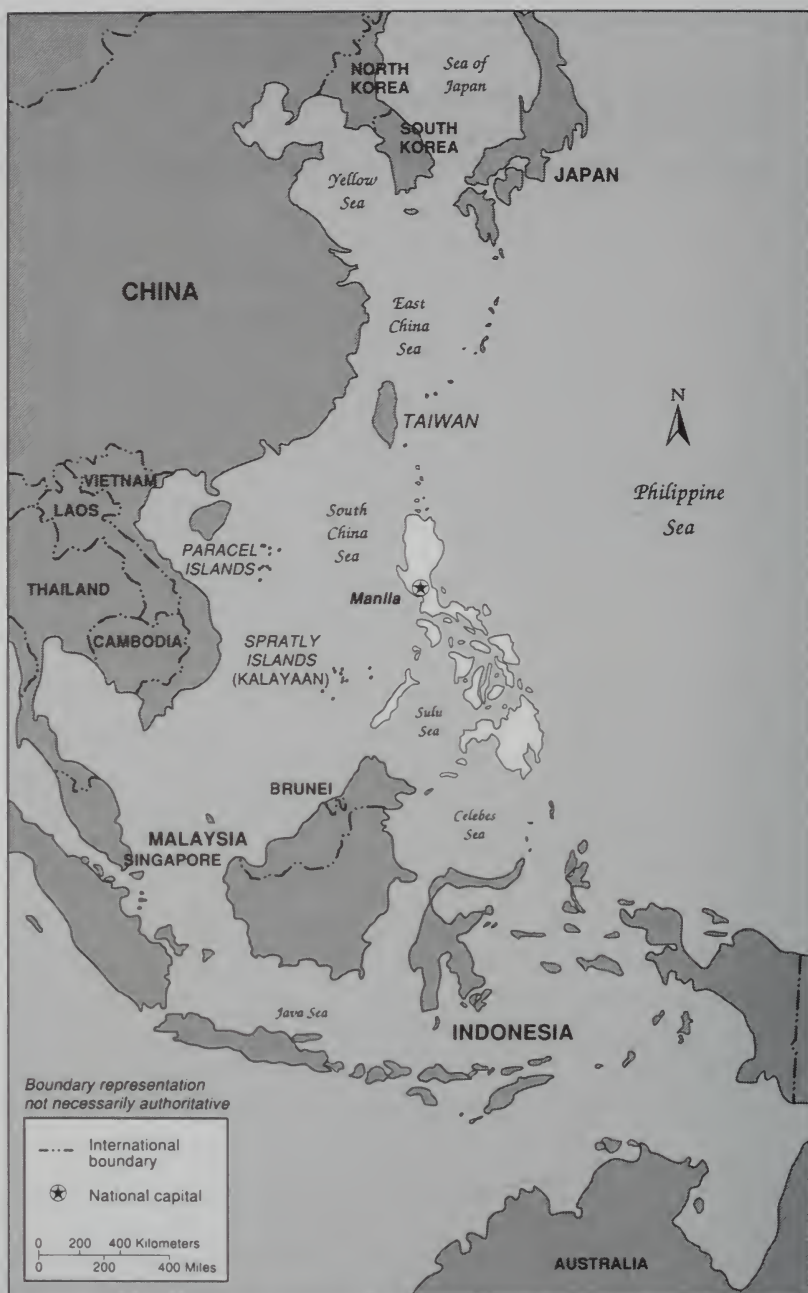 NORTH
KOREA
Sea of
Japan
SOUTH
KOREA
JAPAN
Yellow
Sea
CHINA
East
China
Sea
TAIWAN
N
Philippine
Sea
VIETNAM
LAOS
South
China
Sea
PARACEL
ISLANDS
THAILAND
Manila
CAMBODIA
SPRATLY
ISLANDS
(KALAYAAN)
Sulu
Sea
BRUNEI
Celebes
Sea
MALAYSIA
SINGAPORE
Java Sea
INDONESIA
Boundary representation
not necessarily authoritative
International
boundary
National capital
0 200 400 Kilometers
0 200 400 Miles
AUSTRALIA